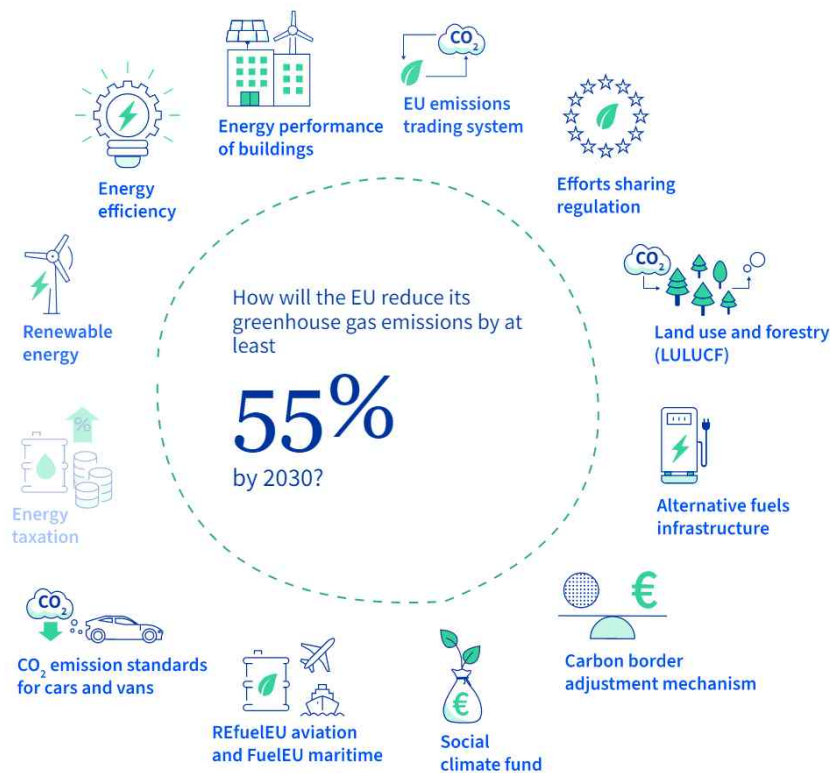 CO₂
EU emissions
trading system
Energy performance
of buildings
Energy
efficiency
Efforts sharing
regulation
CO₂
Land use and forestry
(LULUCF)
Renewable
energy
How will the EU reduce its
greenhouse gas emissions by at
least
55%
by 2030?
%
Energy
taxation
Alternative fuels
infrastructure
€
Carbon border
adjustment mechanism
CO₂
CO₂ emission standards
for cars and vans
REfuelEU aviation
and FuelEU maritime
€
Social
climate fund